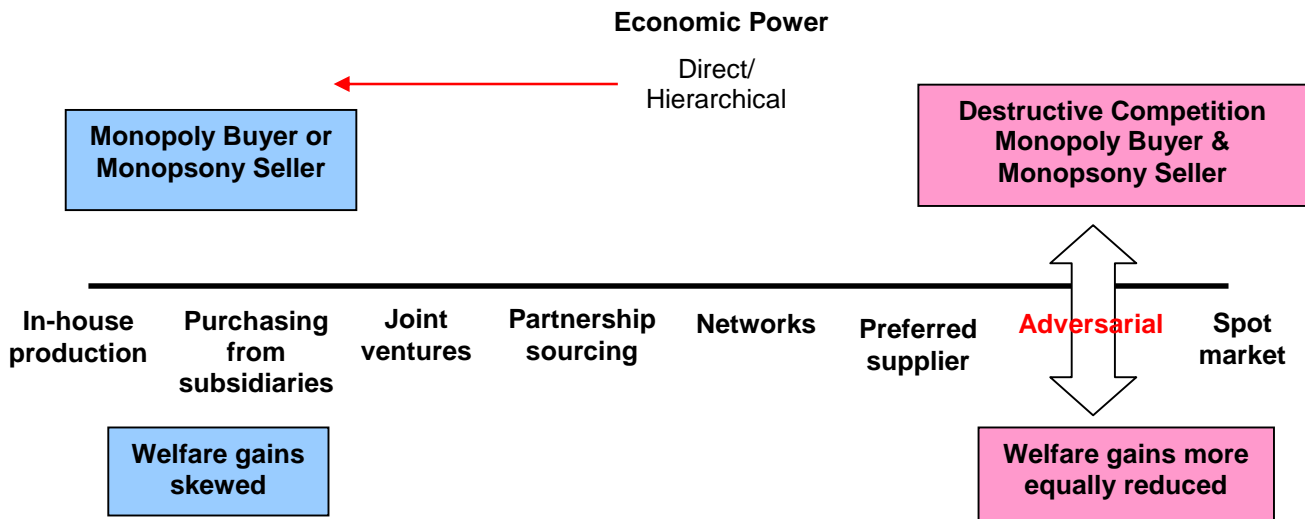 Economic Power
Direct/
Hierarchical
Monopoly Buyer or
Monopsony Seller
Destructive Competition
Monopoly Buyer &
Monopsony Seller
In-house
production
Purchasing
from
subsidiaries
Joint
ventures
Partnership
sourcing
Networks
Preferred
supplier
Adversarial
Spot
market
Welfare gains
skewed
Welfare gains more
equally reduced